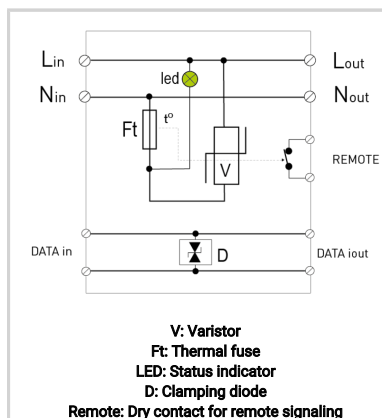 Lin
Lout
led
Nin
Nout
Ft
t°
V
REMOTE
DATA in
D
DATA iout
V: Varistor
Ft: Thermal fuse
LED: Status indicator
D: Clamping diode
Remote: Dry contact for remote signaling